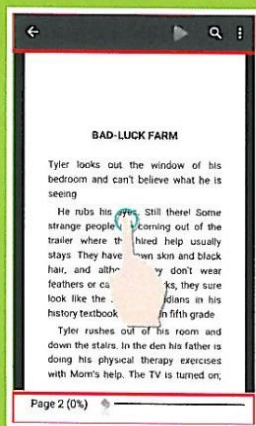 BAD-LUCK FARM
Tyler looks out the window of his
bedroom and can't believe what he is
seeing
He rubs his eyes. Still there! Some
strange people coming out of the
trailer where th hired help usually
stays They have wn skin and black
hair, and altho y don't wear
feathers or ca ks, they sure
look like the dians in his
history textbook n fifth grade
Tyler rushes out of his room and
down the stairs. In the den his father is
doing his physical therapy exercises
with Mom's help. The TV is turned on;
Page 2 (0%)